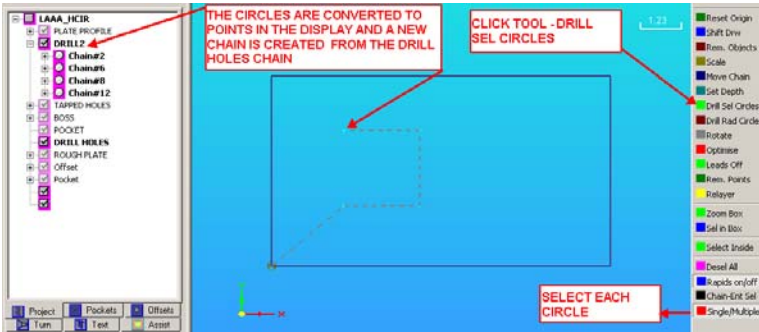 LAAA_HCIR
PLATE PROFILE
DRILL2
Chain#2
Chain#6
Chain#8
Chain#12
TAPPED HOLES
BOSS
POCKET
DRILL HOLES
ROUGH PLATE
Offset
Pocket
Project
Pockets
Offsets
Turn
Text
Assist
THE CIRCLES ARE CONVERTED TO
POINTS IN THE DISPLAY AND A NEW
CHAIN IS CREATED FROM THE DRILL
HOLES CHAIN
CLICK TOOL -DRILL
SEL CIRCLES
1.23
SELECT EACH
CIRCLE
X
Reset Origin
Shift Drw
Rem. Objects
Scale
Move Chain
Set Depth
Drill Sel Circles
Drill Rad Circle
Rotate
Optimise
Leads Off
Rem. Points
Relayer
Zoom Box
Sel in Box
Select Inside
Desel All
Rapids on/off
Chain-Ent Sel
Single/Multiple